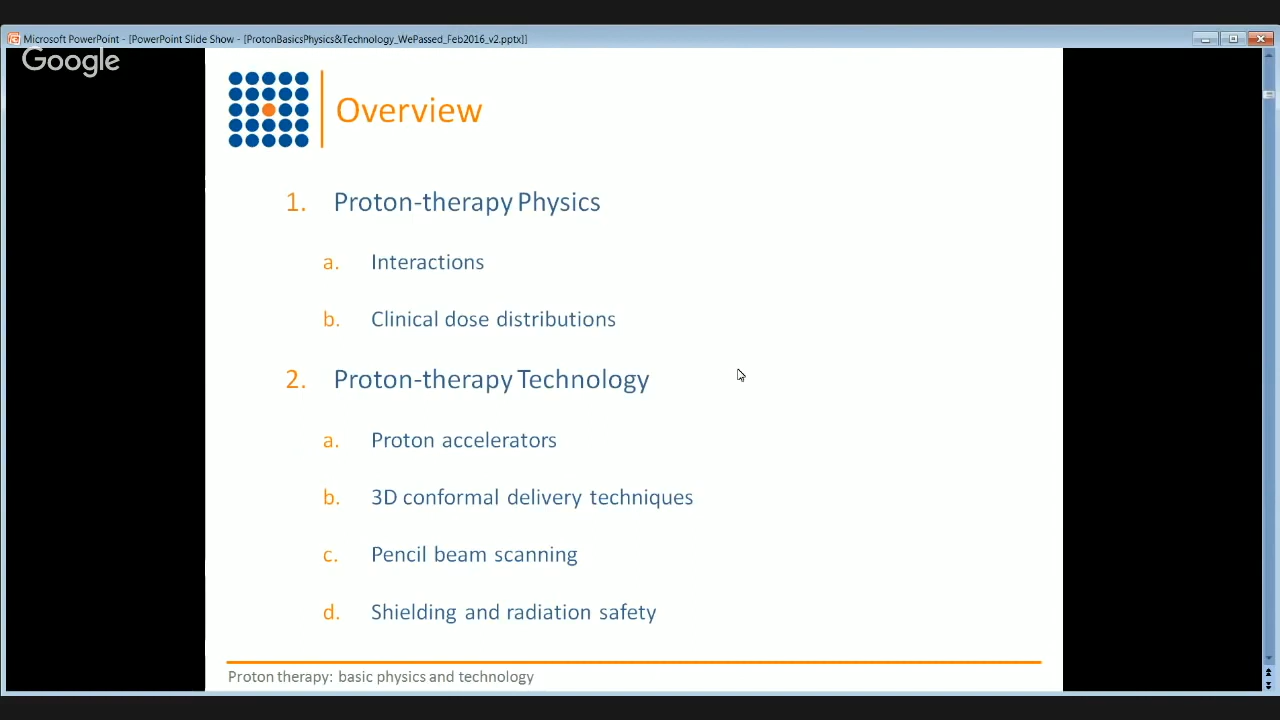 Microsoft PowerPoint - [PowerPoint Slide Show - [ProtonBasicsPhysics&Technology_WePassed_Feb2016_v2.pptx]]
Google
Overview
1. Proton-therapy Physics
a. Interactions
b. Clinical dose distributions
2. Proton-therapy Technology
a. Proton accelerators
b. 3D conformal delivery techniques
c. Pencil beam scanning
d. Shielding and radiation safety
Proton therapy: basic physics and technology